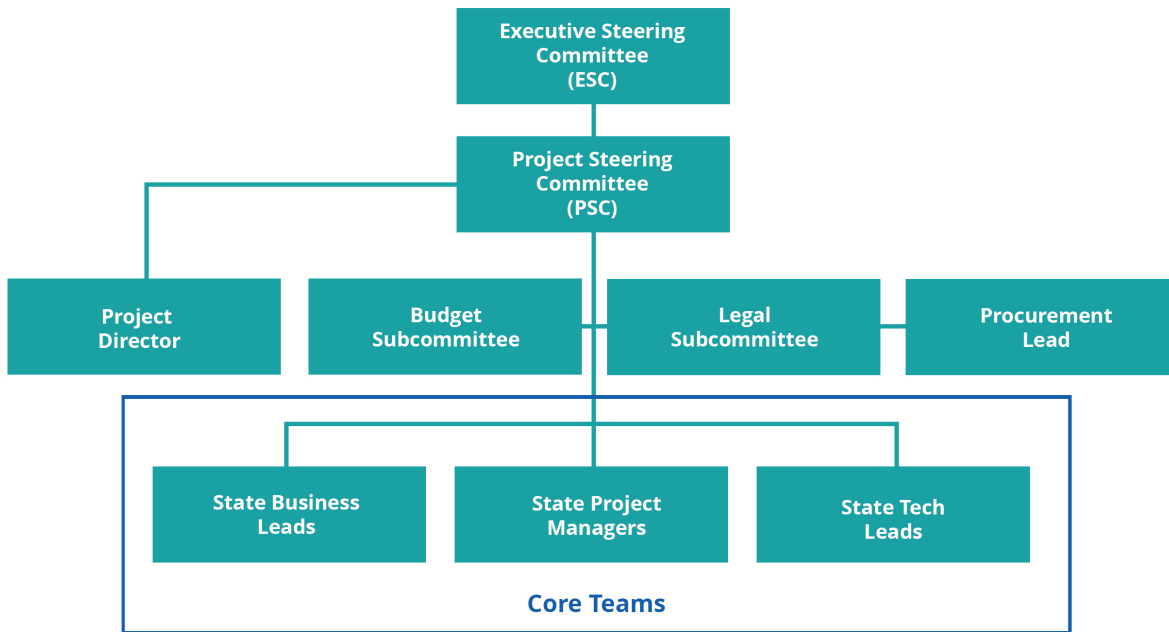 Executive Steering
Committee
(ESC)
Project Steering
Committee
(PSC)
Project
Director
Budget
Subcommittee
Legal
Subcommittee
Procurement
Lead
State Business
Leads
State Project
Managers
State Tech
Leads
Core Teams